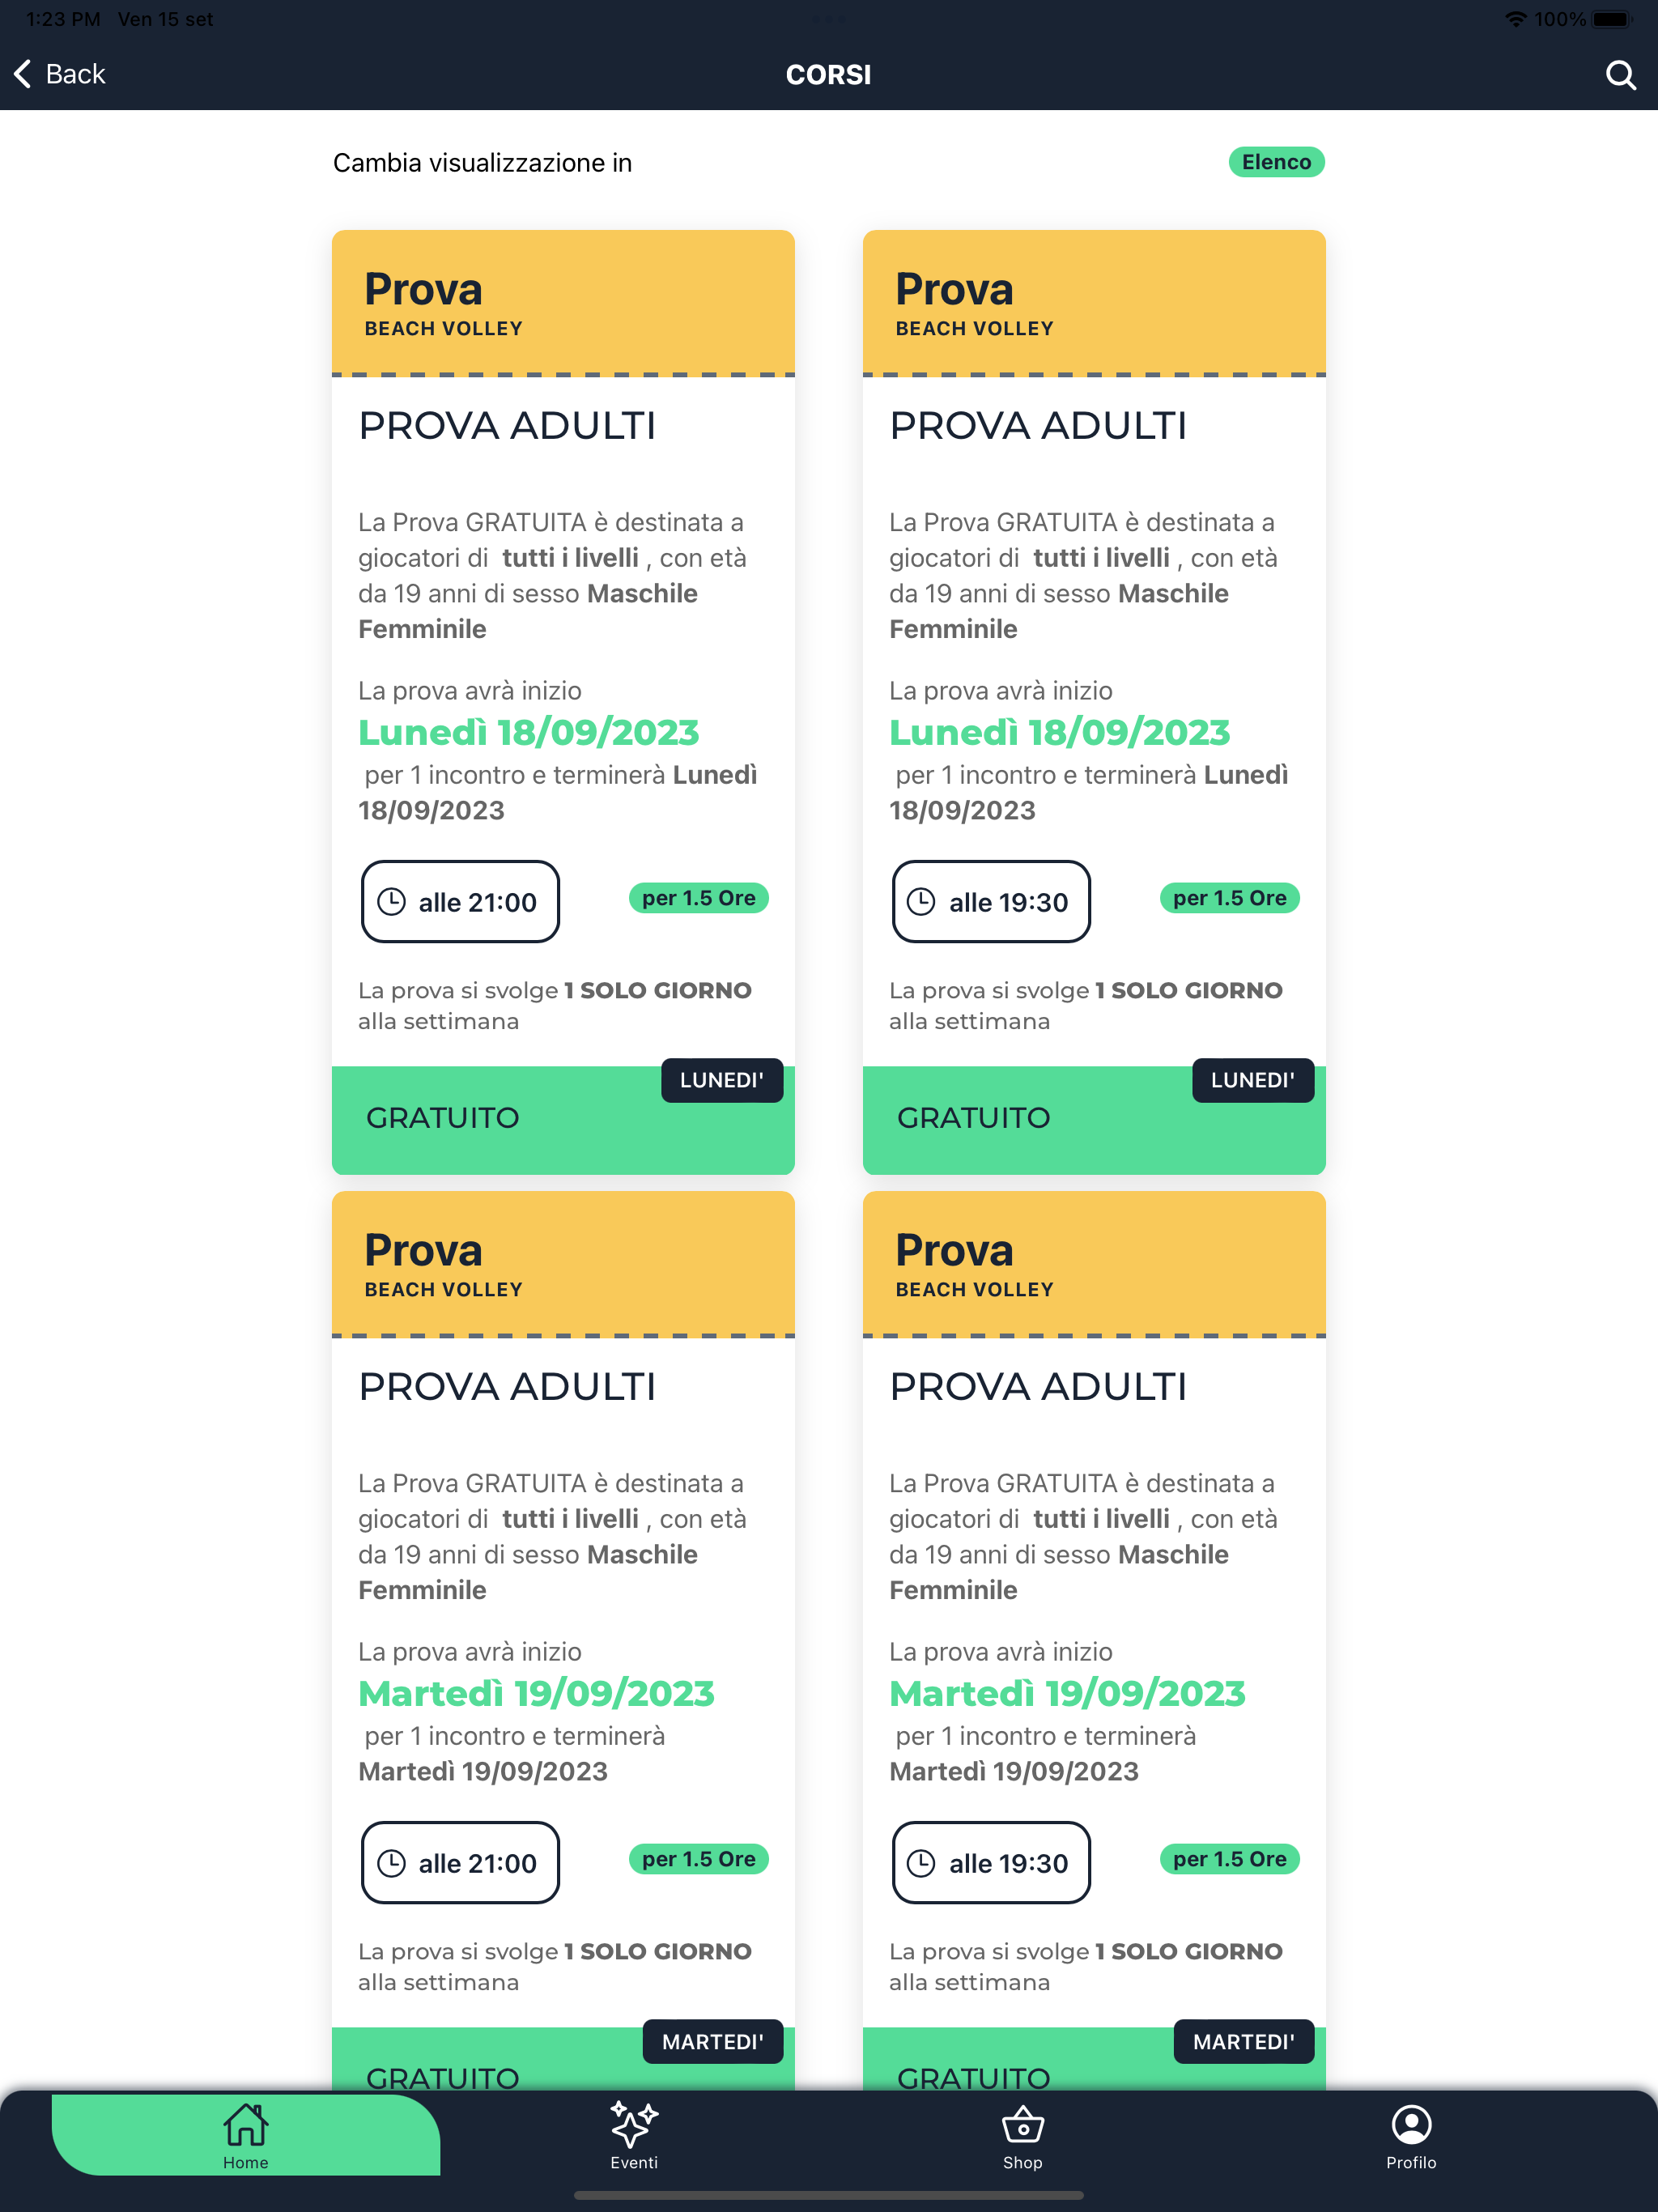 1:23 PM Ven 15 set
100%
Back
CORSI
Cambia visualizzazione in
Elenco
Prova
BEACH VOLLEY
PROVA ADULTI
La Prova GRATUITA è destinata a
giocatori di tutti i livelli , con età
da 19 anni di sesso Maschile
Femminile
La prova avrà inizio
Lunedì 18/09/2023
per 1 incontro e terminerà Lunedì
18/09/2023
alle 21:00
per 1.5 Ore
La prova si svolge 1 SOLO GIORNO
alla settimana
LUNEDI'
GRATUITO
Prova
BEACH VOLLEY
PROVA ADULTI
La Prova GRATUITA è destinata a
giocatori di tutti i livelli , con età
da 19 anni di sesso Maschile
Femminile
La prova avrà inizio
Lunedì 18/09/2023
per 1 incontro e terminerà Lunedì
18/09/2023
alle 19:30
per 1.5 Ore
La prova si svolge 1 SOLO GIORNO
alla settimana
LUNEDI'
GRATUITO
Prova
BEACH VOLLEY
PROVA ADULTI
La Prova GRATUITA è destinata a
giocatori di tutti i livelli , con età
da 19 anni di sesso Maschile
Femminile
La prova avrà inizio
Martedì 19/09/2023
per 1 incontro e terminerà
Martedì 19/09/2023
alle 21:00
per 1.5 Ore
La prova si svolge 1 SOLO GIORNO
alla settimana
MARTEDI'
GRATUITO
Prova
BEACH VOLLEY
PROVA ADULTI
La Prova GRATUITA è destinata a
giocatori di tutti i livelli , con età
da 19 anni di sesso Maschile
Femminile
La prova avrà inizio
Martedì 19/09/2023
per 1 incontro e terminerà
Martedì 19/09/2023
alle 19:30
per 1.5 Ore
La prova si svolge 1 SOLO GIORNO
alla settimana
MARTEDI'
GRATUITO
Home
Eventi
Shop
Profilo